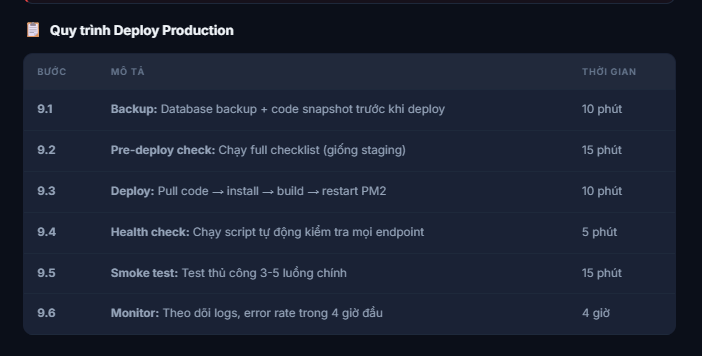 📋 Quy trình Deploy Production
BƯỚC MÔ TẢ THỜI GIAN
9.1 Backup: Database backup + code snapshot trước khi deploy 10 phút
9.2 Pre-deploy check: Chạy full checklist (giống staging) 15 phút
9.3 Deploy: Pull code → install → build → restart PM2 10 phút
9.4 Health check: Chạy script tự động kiểm tra mọi endpoint 5 phút
9.5 Smoke test: Test thủ công 3-5 luồng chính 15 phút
9.6 Monitor: Theo dõi logs, error rate trong 4 giờ đầu 4 giờ